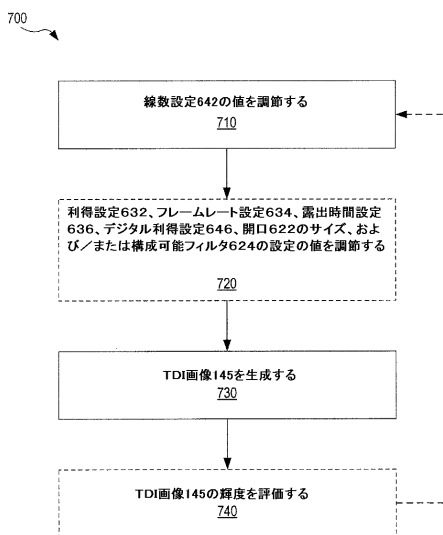 700
線数設定642の値を調節する
710
利得設定632、フレームレート設定634、露出時間設定
636、デジタル利得設定646、開口622のサイズ、およ
び/または構成可能フィルタ624の設定の値を調節する
720
TDI画像145を生成する
730
TDI画像145の輝度を評価する
740